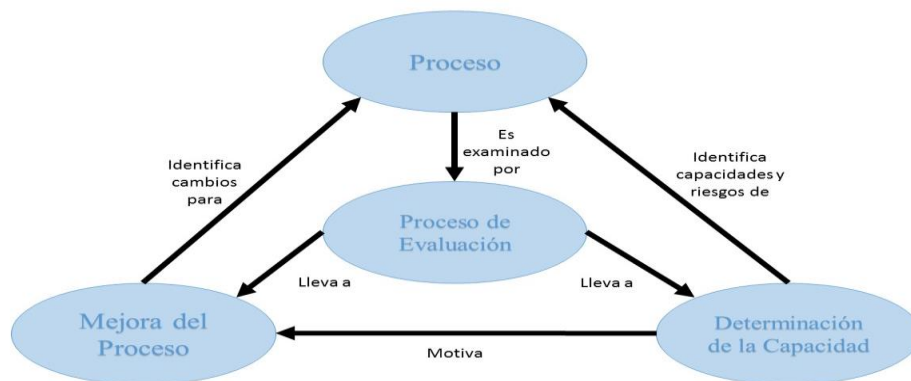 Proceso
Es
examinado
por
Identifica
cambios
para
Identifica
capacidades y
riesgos de
Proceso de
Evaluación
Lleva a
Lleva a
Mejora del
Proceso
Determinación
de la Capacidad
Motiva